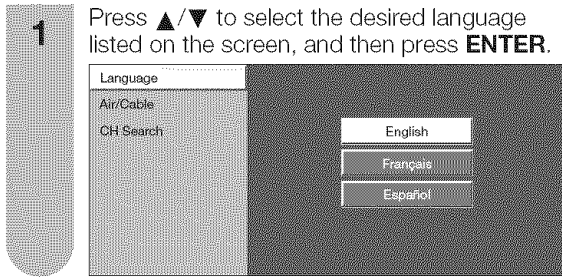 1
Press ▲/▼ to select the desired language
listed on the screen, and then press ENTER.
Language
Air/Cable
CH Search
English
Français
Español